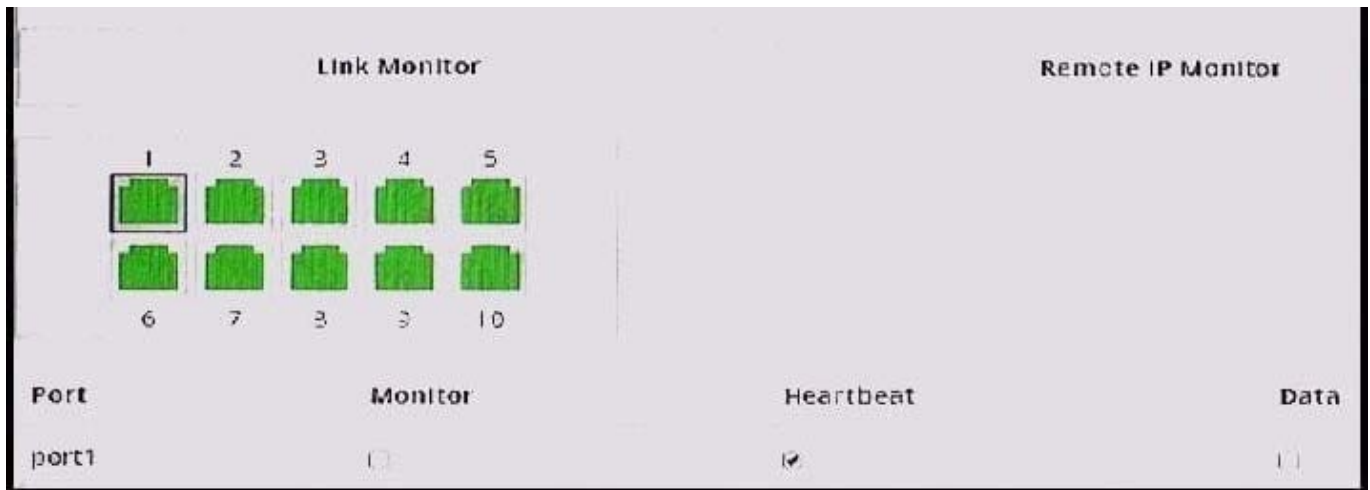 Link Monitor Remote IP Monitor
1 2 3 4 5
6 7 8 9 10
Port Monitor Heartbeat Data
port1